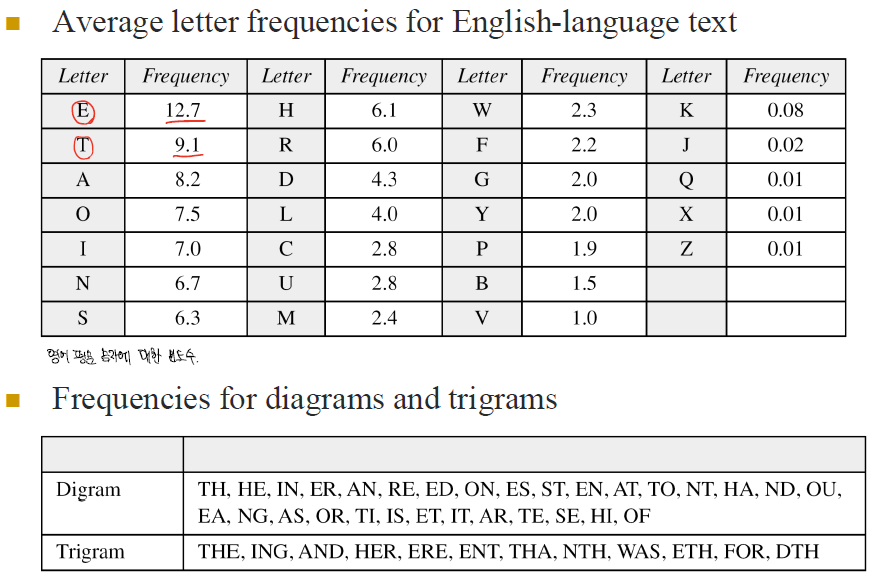 Average letter frequencies for English-language text
Letter Frequency Letter Frequency Letter Frequency Letter Frequency
E 12.7 H 6.1 W 2.3 K 0.08
T 9.1 R 6.0 F 2.2 J 0.02
A 8.2 D 4.3 G 2.0 Q 0.01
O 7.5 L 4.0 Y 2.0 X 0.01
I 7.0 C 2.8 P 1.9 Z 0.01
N 6.7 U 2.8 B 1.5
S 6.3 M 2.4 V 1.0
영어 대한 빈도수.
Frequencies for diagrams and trigrams
Digram TH, HE, IN, ER, AN, RE, ED, ON, ES, ST, EN, AT, TO, NT, HA, ND, OU,
EA, NG, AS, OR, TI, IS, ET, IT, AR, TE, SE, HI, OF
Trigram THE, ING, AND, HER, ERE, ENT, THA, NTH, WAS, ETH, FOR, DTH